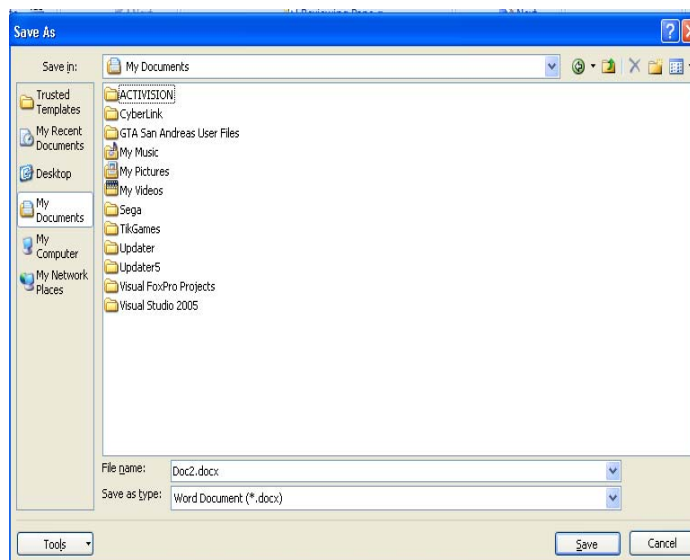 Save As
Save in:
My Documents
Trusted
Templates
My Recent
Documents
Desktop
My
Documents
My
Computer
My Network
Places
ACTIVISION
CyberLink
GTA San Andreas User Files
My Music
My Pictures
My Videos
Sega
TikGames
Updater
Updater5
Visual FoxPro Projects
Visual Studio 2005
File name:
Doc2.docx
Save as type:
Word Document (*.docx)
Tools
Save
Cancel